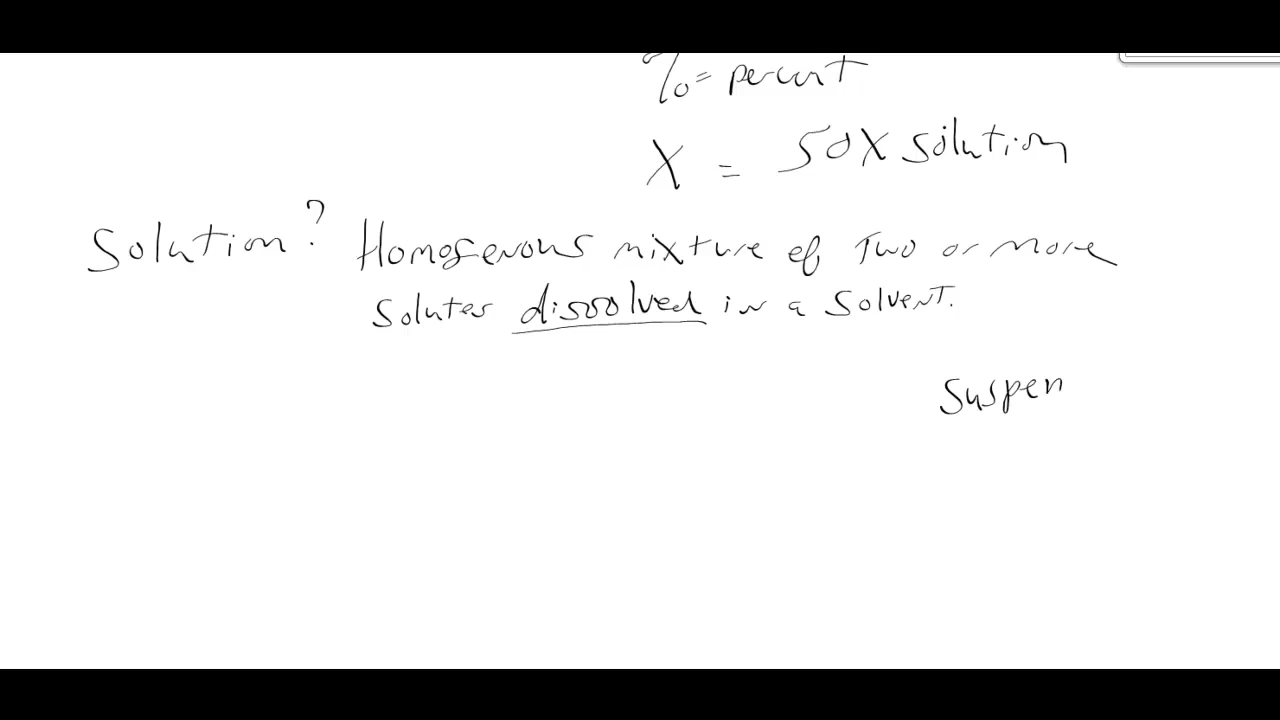 % = percent
X = 50X solution
Solution? Homogenous mixture of two or more
solutes dissolved in a solvent.
suspen